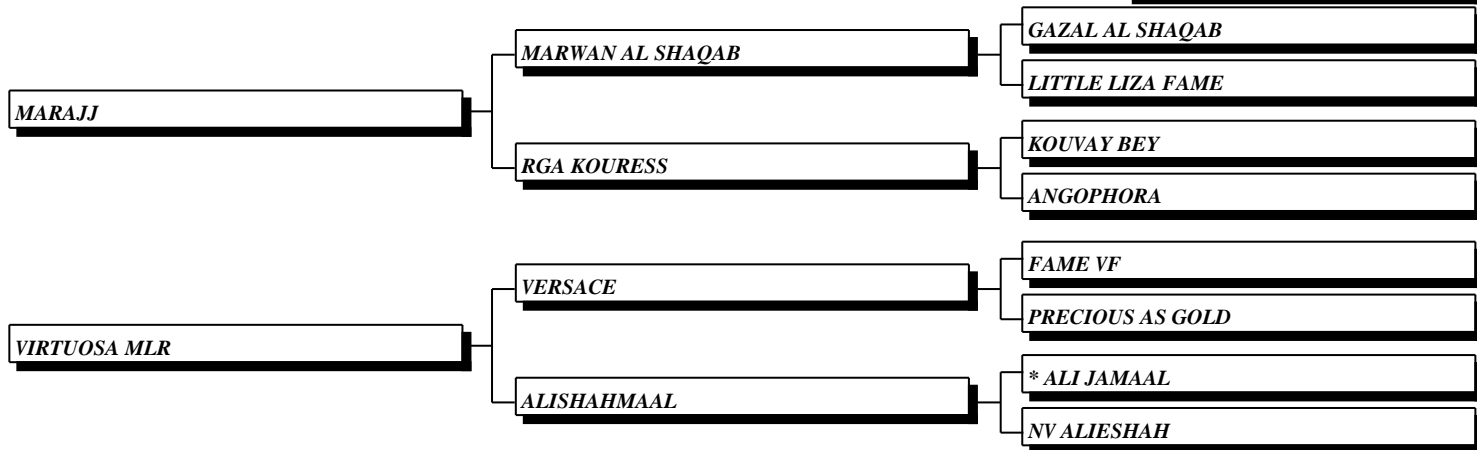 GAZAL AL SHAQAB
MARWAN AL SHAQAB
LITTLE LIZA FAME
MARAJJ
KOUVAY BEY
RGA KOURESS
ANGOPHORA
FAME VF
VERSACE
PRECIOUS AS GOLD
VIRTUOSA MLR
* ALI JAMAAL
ALISHAHMAAL
NV ALIESHAH